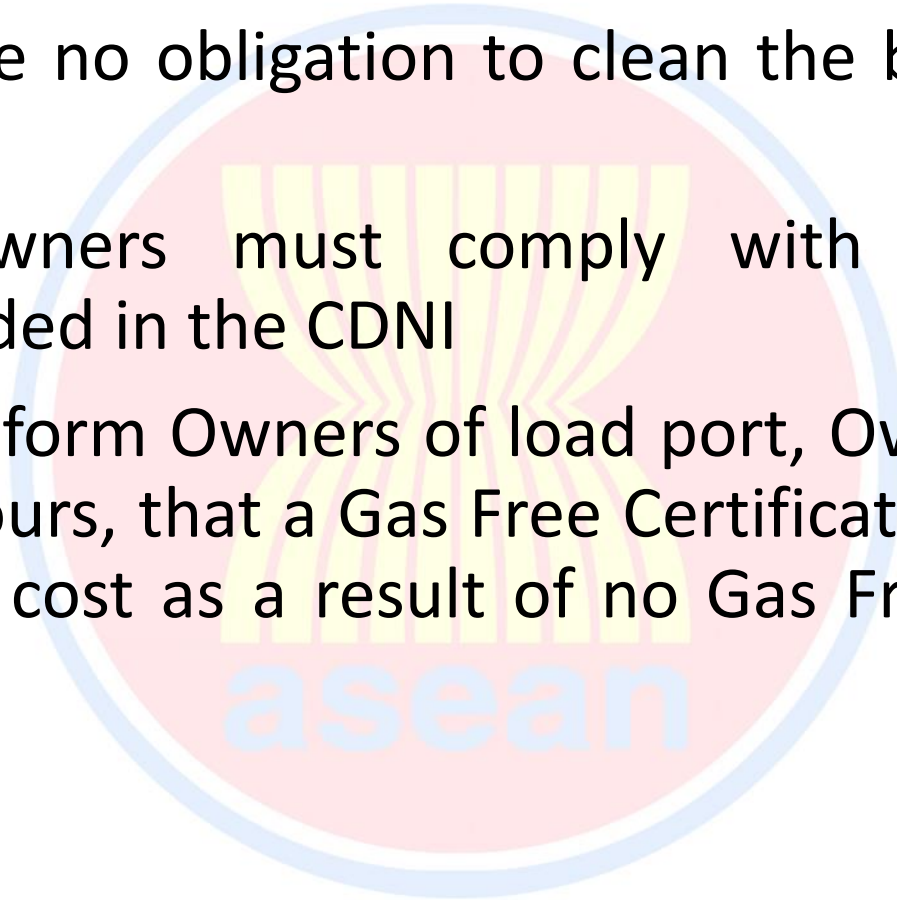 e no obligation to clean the b
wners must comply with
ded in the CDNI
form Owners of load port, Ow
ours, that a Gas Free Certificat
cost as a result of no Gas Fr
asean